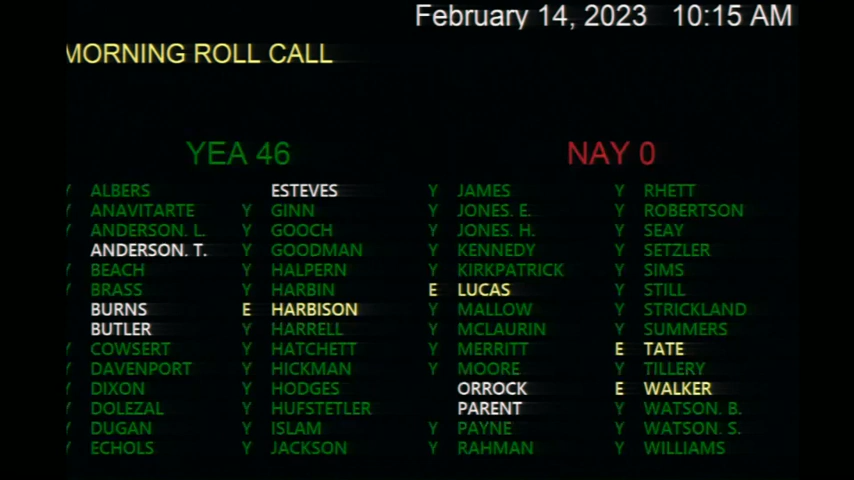 February 14, 2023 10:15 AM
MORNING ROLL CALL
YEA 46 NAY 0
Y ALBERS ESTEVES Y JAMES Y RHETT
Y ANAVITARTE Y GINN Y JONES. E. Y ROBERTSON
Y ANDERSON. L. Y GOOCH Y JONES. H. Y SEAY
ANDERSON. T. Y GOODMAN Y KENNEDY Y SETZLER
Y BEACH Y HALPERN Y KIRKPATRICK Y SIMS
Y BRASS Y HARBIN E LUCAS Y STILL
BURNS E HARBISON Y MALLOW Y STRICKLAND
BUTLER Y HARRELL Y MCLAURIN Y SUMMERS
Y COWSERT Y HATCHETT Y MERRITT E TATE
Y DAVENPORT Y HICKMAN Y MOORE Y TILLERY
Y DIXON Y HODGES ORROCK E WALKER
Y DOLEZAL Y HUFSTETLER PARENT Y WATSON. B.
Y DUGAN Y ISLAM Y PAYNE Y WATSON. S.
Y ECHOLS Y JACKSON Y RAHMAN Y WILLIAMS